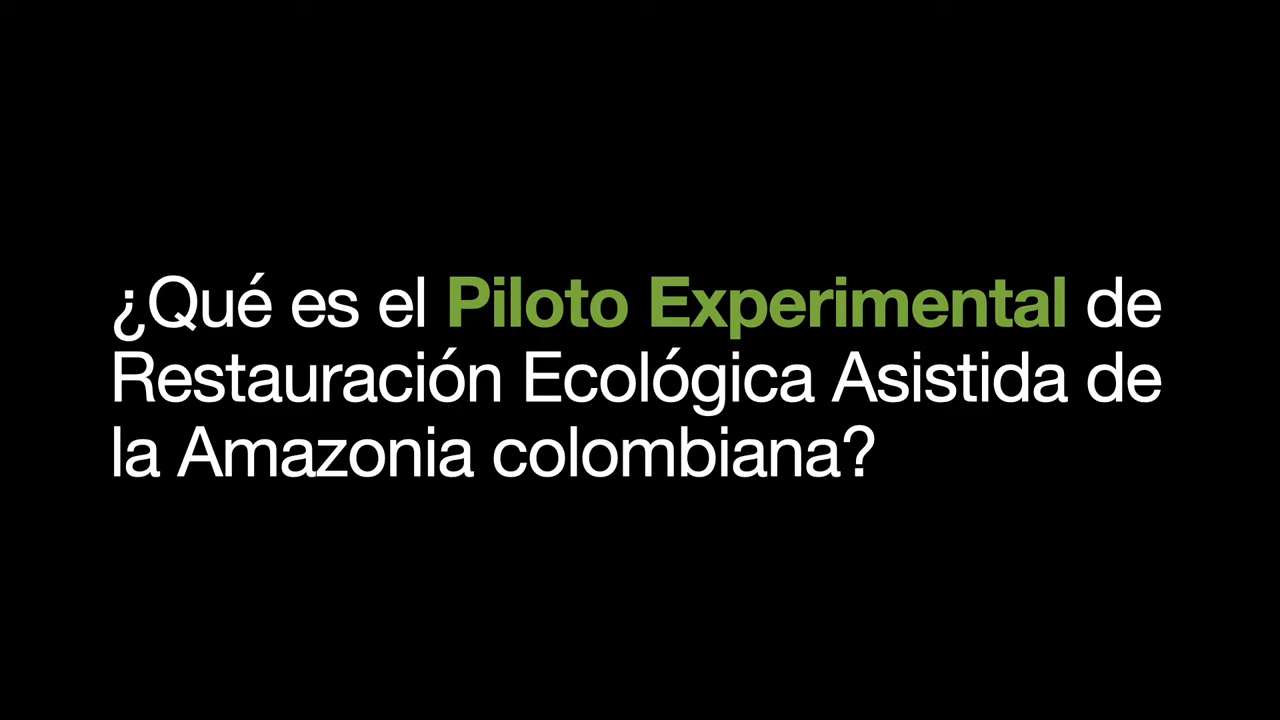 ¿Qué es el Piloto Experimental de
Restauración Ecológica Asistida de
la Amazonia colombiana?